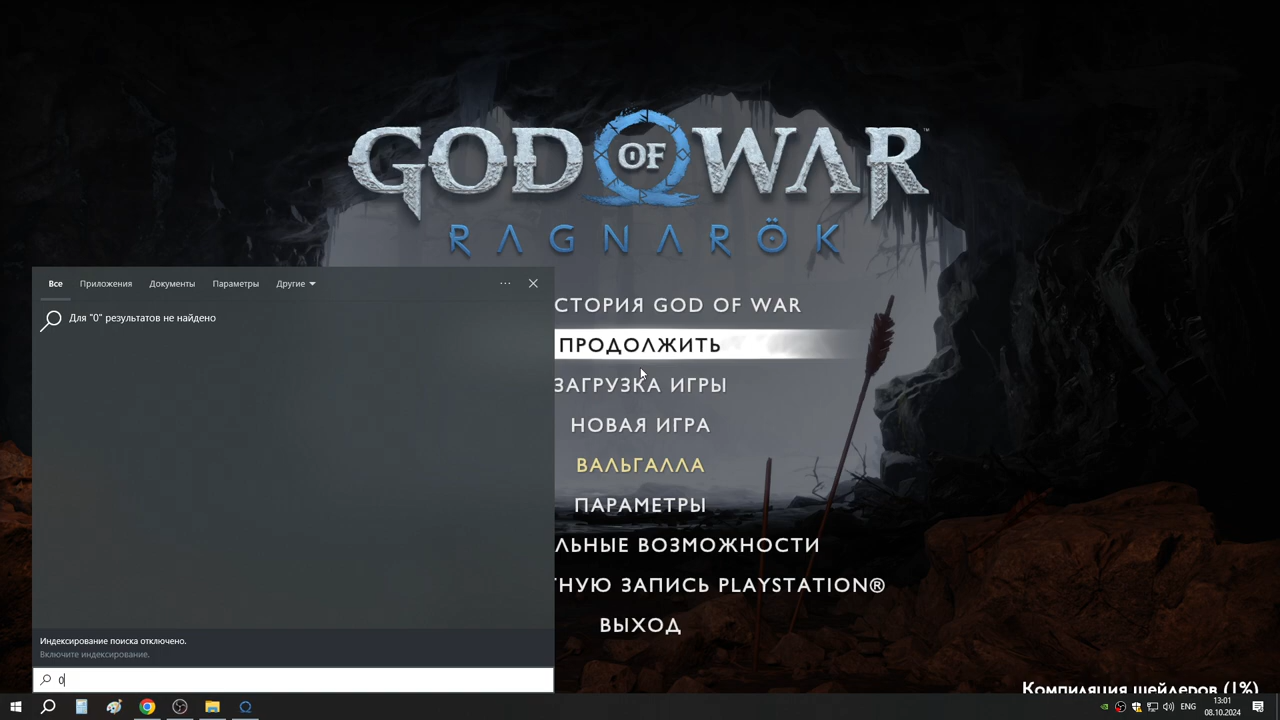 GOD OF WAR™
RAGNARÖK
Все Приложения Документы Параметры Другие ...
Для "0" результатов не найдено
СТОРИЯ GOD OF WAR
ПРОДОЛЖИТЬ
ЗАГРУЗКА ИГРЫ
НОВАЯ ИГРА
ВАЛЬГАЛЛА
ПАРАМЕТРЫ
ЛЬНЫЕ ВОЗМОЖНОСТИ
ТНУЮ ЗАПИСЬ PLAYSTATION®
ВЫХОД
Индексирование поиска отключено.
Включите индексирование.
0
Компиляция шейдеров (1%)
ENG
13:01
08.10.2024